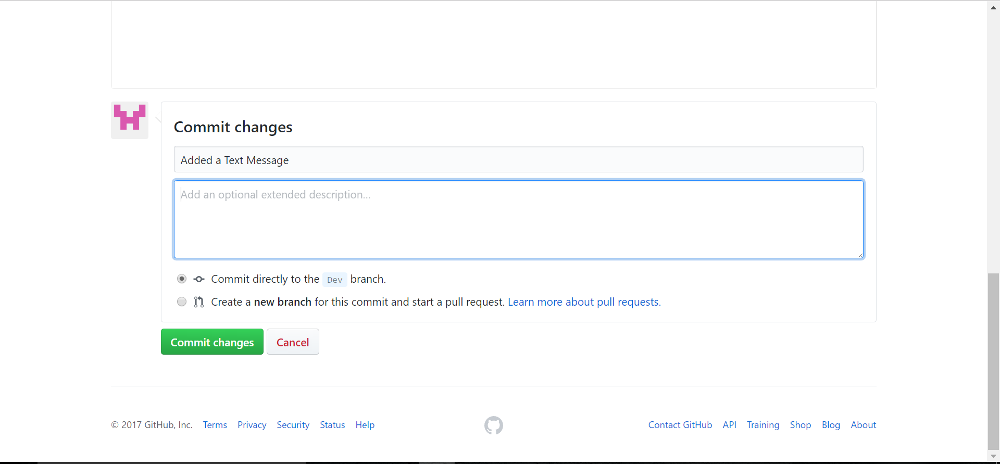 Commit changes
Added a Text Message
Add an optional extended description...
Commit directly to the Dev branch.
Create a new branch for this commit and start a pull request. Learn more about pull requests.
Commit changes Cancel
© 2017 GitHub, Inc. Terms Privacy Security Status Help Contact GitHub API Training Shop Blog About